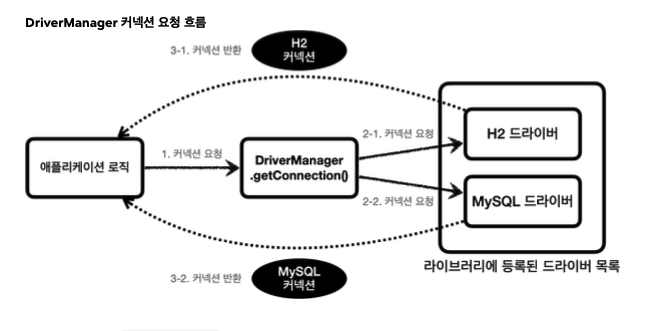 DriverManager 커넥션 요청 흐름
3-1. 커넥션 반환
H2
커넥션
애플리케이션 로직
1. 커넥션 요청
DriverManager
.getConnection()
2-1. 커넥션 요청
2-2. 커넥션 요청
H2 드라이버
MySQL 드라이버
라이브러리에 등록된 드라이버 목록
3-2. 커넥션 반환
MySQL
커넥션